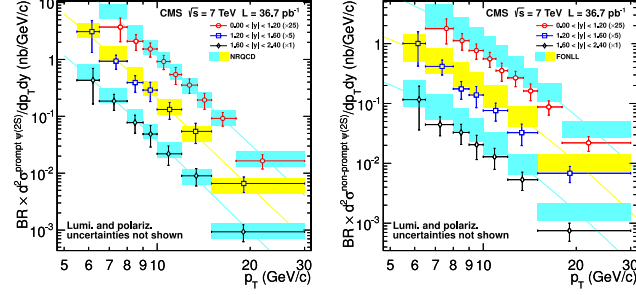 CMS √s = 7 TeV L = 36.7 pb⁻¹
0.00 < |y| < 1.20 (×25)
1.20 < |y| < 1.60 (×5)
1.60 < |y| < 2.40 (×1)
NRQCD
BR × d²σ^prompt ψ(2S)/dp_T dy (nb/GeV/c)
10
1
10⁻¹
10⁻²
10⁻³
Lumi. and polariz.
uncertainties not shown
5 6 7 8 9 10 20 30
p_T (GeV/c)
CMS √s = 7 TeV L = 36.7 pb⁻¹
0.00 < |y| < 1.20 (×25)
1.20 < |y| < 1.60 (×5)
1.60 < |y| < 2.40 (×1)
FONLL
BR × d²σ^non-prompt ψ(2S)/dp_T dy (nb/GeV/c)
1
10⁻¹
10⁻²
10⁻³
Lumi. and polariz.
uncertainties not shown
5 6 7 8 9 10 20 30
p_T (GeV/c)